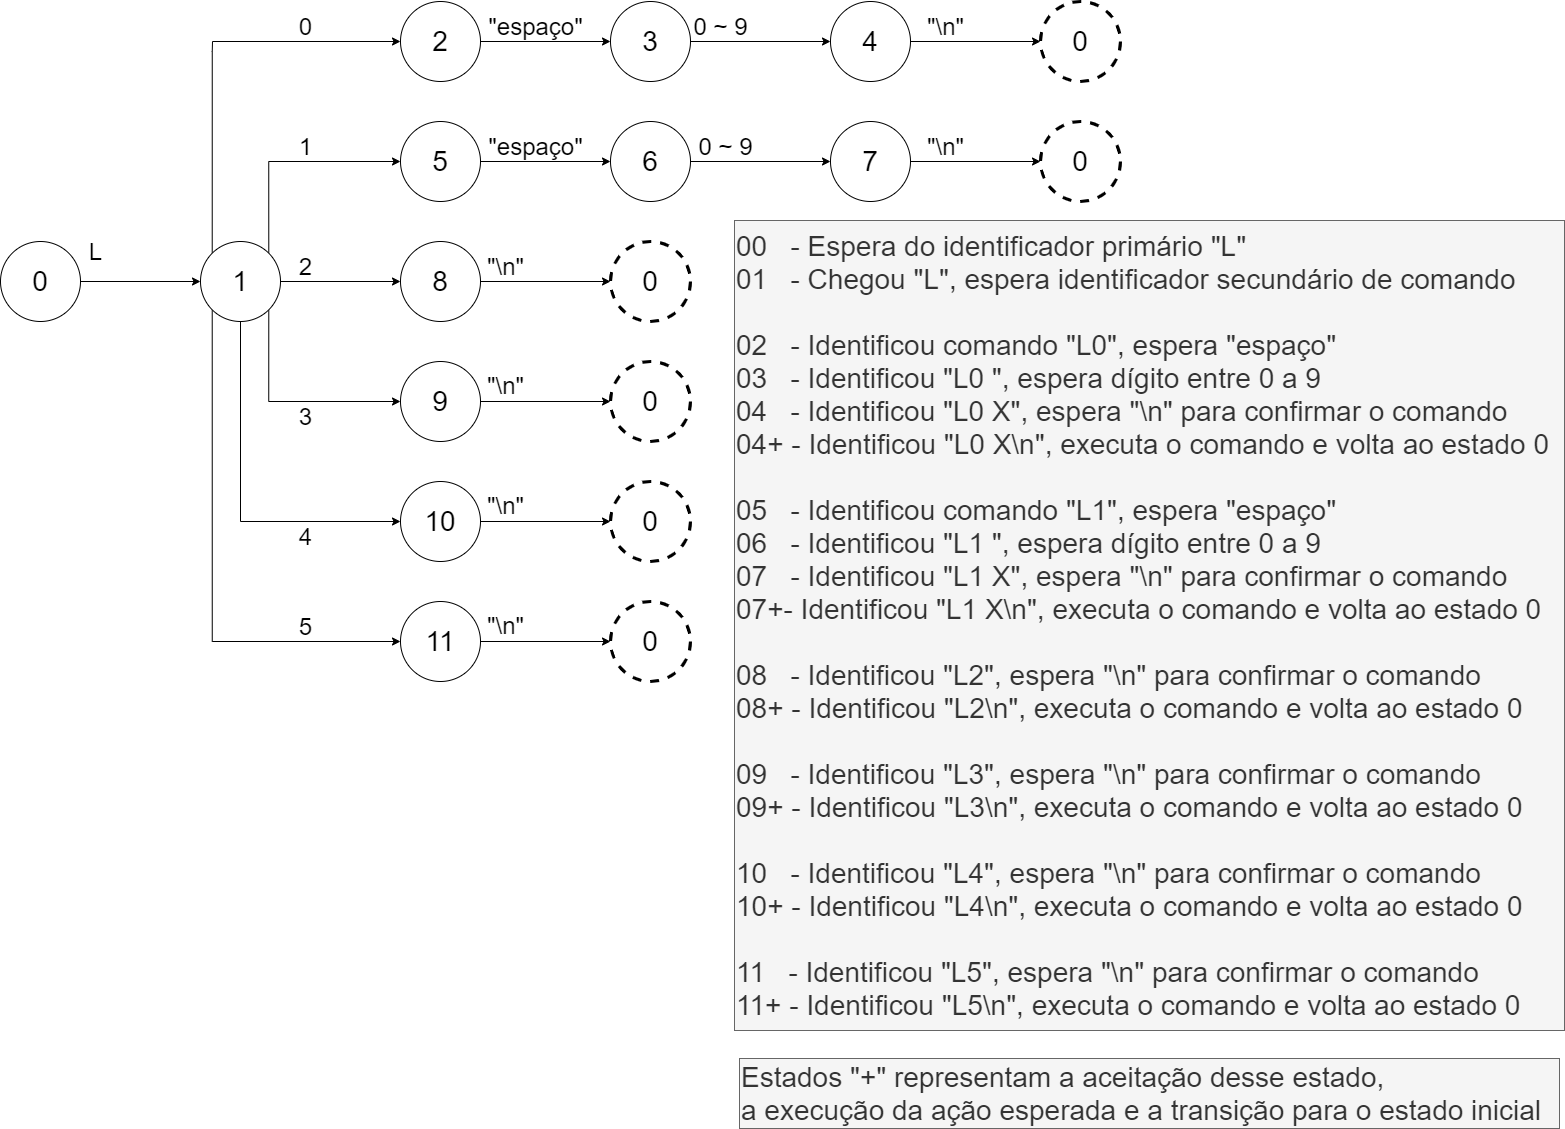 0
2
"espaço"
3
0 ~ 9
4
"\n"
0
1
5
"espaço"
6
0 ~ 9
7
"\n"
0
0
L
1
2
8
"\n"
0
3
9
"\n"
0
4
10
"\n"
0
5
11
"\n"
0
00 - Espera do identificador primário "L"
01 - Chegou "L", espera identificador secundário de comando
02 - Identificou comando "L0", espera "espaço"
03 - Identificou "L0 ", espera dígito entre 0 a 9
04 - Identificou "L0 X", espera "\n" para confirmar o comando
04+ - Identificou "L0 X\n", executa o comando e volta ao estado 0
05 - Identificou comando "L1", espera "espaço"
06 - Identificou "L1 ", espera dígito entre 0 a 9
07 - Identificou "L1 X", espera "\n" para confirmar o comando
07+- Identificou "L1 X\n", executa o comando e volta ao estado 0
08 - Identificou "L2", espera "\n" para confirmar o comando
08+ - Identificou "L2\n", executa o comando e volta ao estado 0
09 - Identificou "L3", espera "\n" para confirmar o comando
09+ - Identificou "L3\n", executa o comando e volta ao estado 0
10 - Identificou "L4", espera "\n" para confirmar o comando
10+ - Identificou "L4\n", executa o comando e volta ao estado 0
11 - Identificou "L5", espera "\n" para confirmar o comando
11+ - Identificou "L5\n", executa o comando e volta ao estado 0
Estados "+" representam a aceitação desse estado,
a execução da ação esperada e a transição para o estado inicial